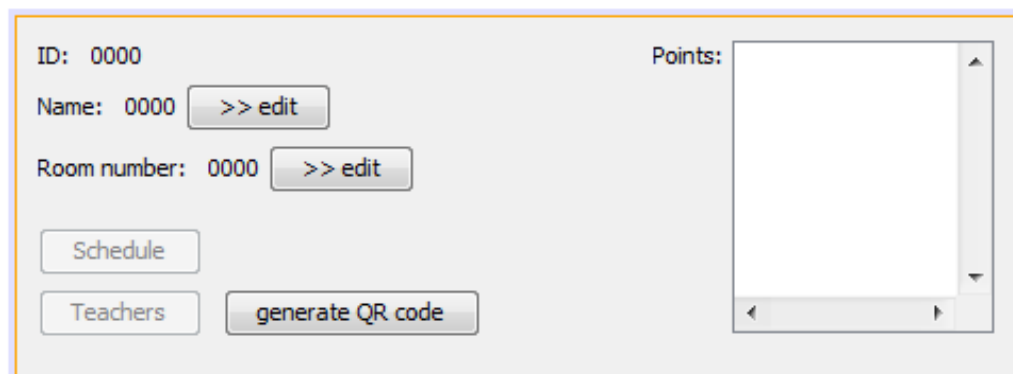 ID: 0000
Points:
Name: 0000 >> edit
Room number: 0000 >> edit
Schedule
Teachers generate QR code